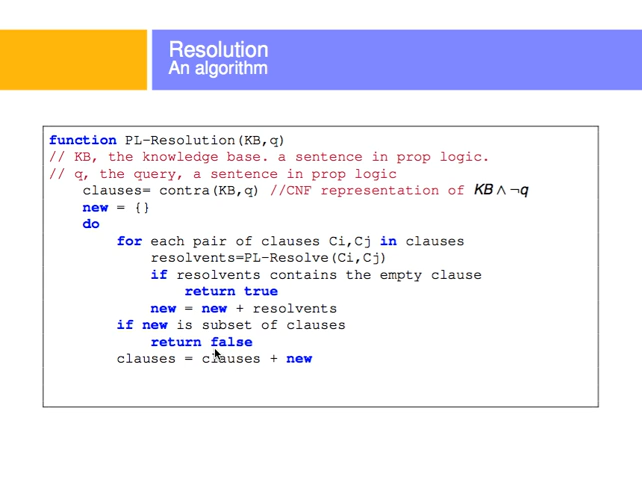 Resolution
An algorithm
function PL-Resolution(KB,q)
// KB, the knowledge base. a sentence in prop logic.
// q, the query, a sentence in prop logic
clauses= contra(KB,q) //CNF representation of KB ∧ ¬q
new = {}
do
for each pair of clauses Ci,Cj in clauses
resolvents=PL-Resolve(Ci,Cj)
if resolvents contains the empty clause
return true
new = new + resolvents
if new is subset of clauses
return false
clauses = clauses + new